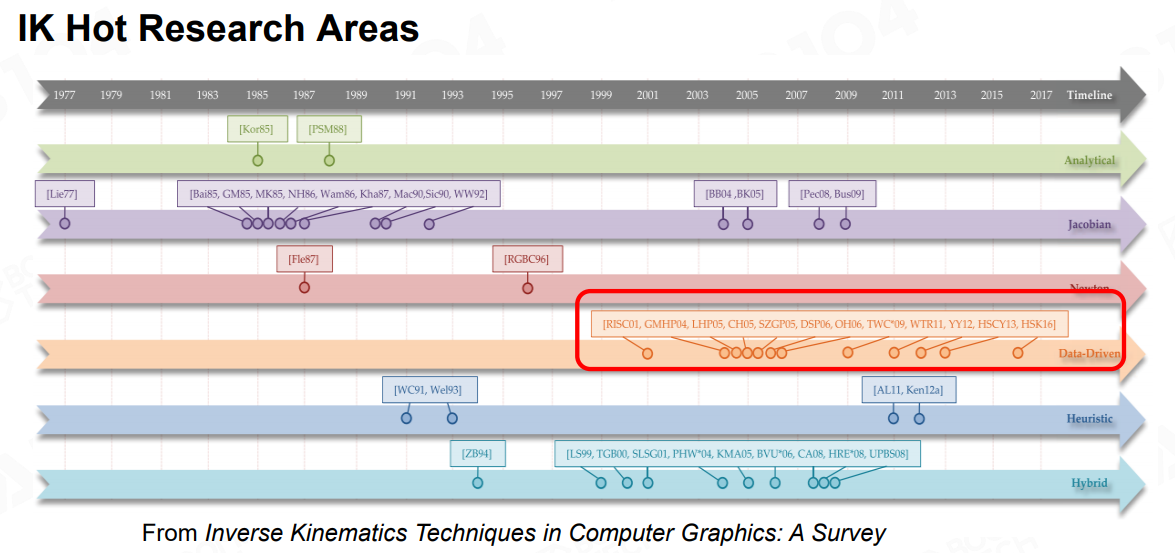 IK Hot Research Areas
1977 1979 1981 1983 1985 1987 1989 1991 1993 1995 1997 1999 2001 2003 2005 2007 2009 2011 2013 2015 2017 Timeline
[Kor85] [PSM88]
Analytical
[Lie77] [Bai85, GM85, MK85, NH86, Wam86, Kha87, Mac90,Sic90, WW92] [BB04 ,BK05] [Pec08, Bus09]
Jacobian
[Fle87] [RGBC96]
Newton
[RISC01, GMHP04, LHP05, CH05, SZGP05, DSP06, OH06, TWC*09, WTR11, YY12, HSCY13, HSK16]
Data-Driven
[WC91, Wel93] [AL11, Ken12a]
Heuristic
[ZB94] [LS99, TGB00, SLSG01, PHW*04, KMA05, BVU*06, CA08, HRE*08, UPBS08]
Hybrid
From Inverse Kinematics Techniques in Computer Graphics: A Survey